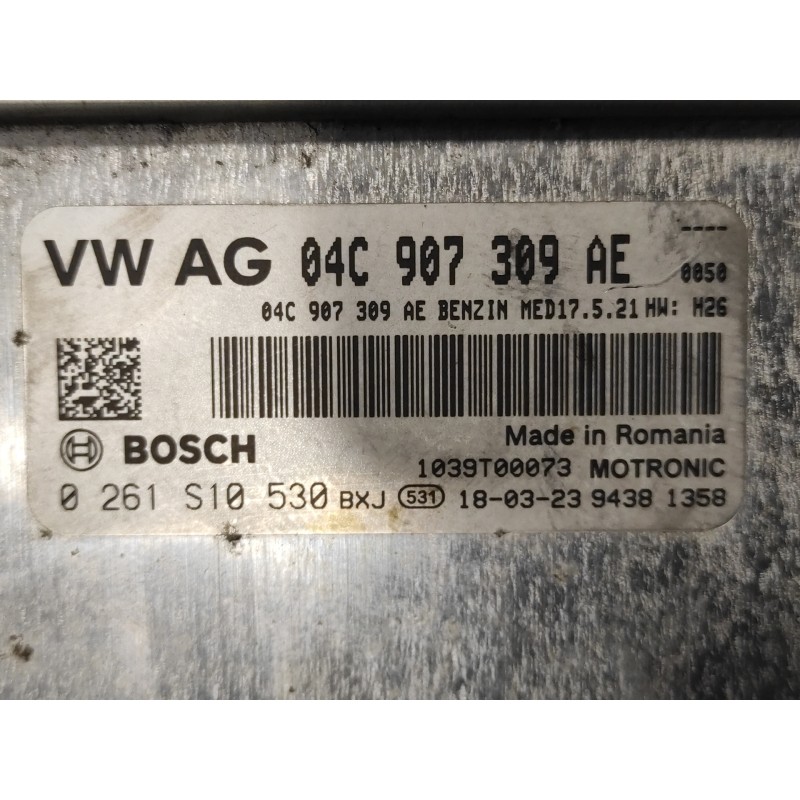 ----
VW AG 04C 907 309 AE 0050
04C 907 309 AE BENZIN MED17.5.21 HW: H26
BOSCH Made in Romania
1039T00073 MOTRONIC
0 261 S10 530 BXJ 531 18-03-23 9438 1358